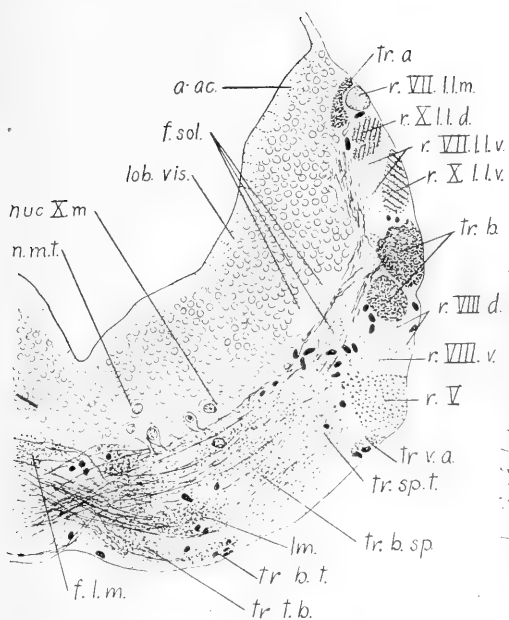 tr. a
r. VII. l.l.m.
a. ac.
r. X l.l. d.
f. sol.
r. VII. l.l.v.
lob. vis.
r. X l.l.v.
nuc X m
n.m.t.
tr. b.
r. VIII d.
r. VIII. v.
r. V
tr v. a.
tr. sp. t.
tr. b. sp.
lm.
tr b. t.
f. l. m.
tr t. b.